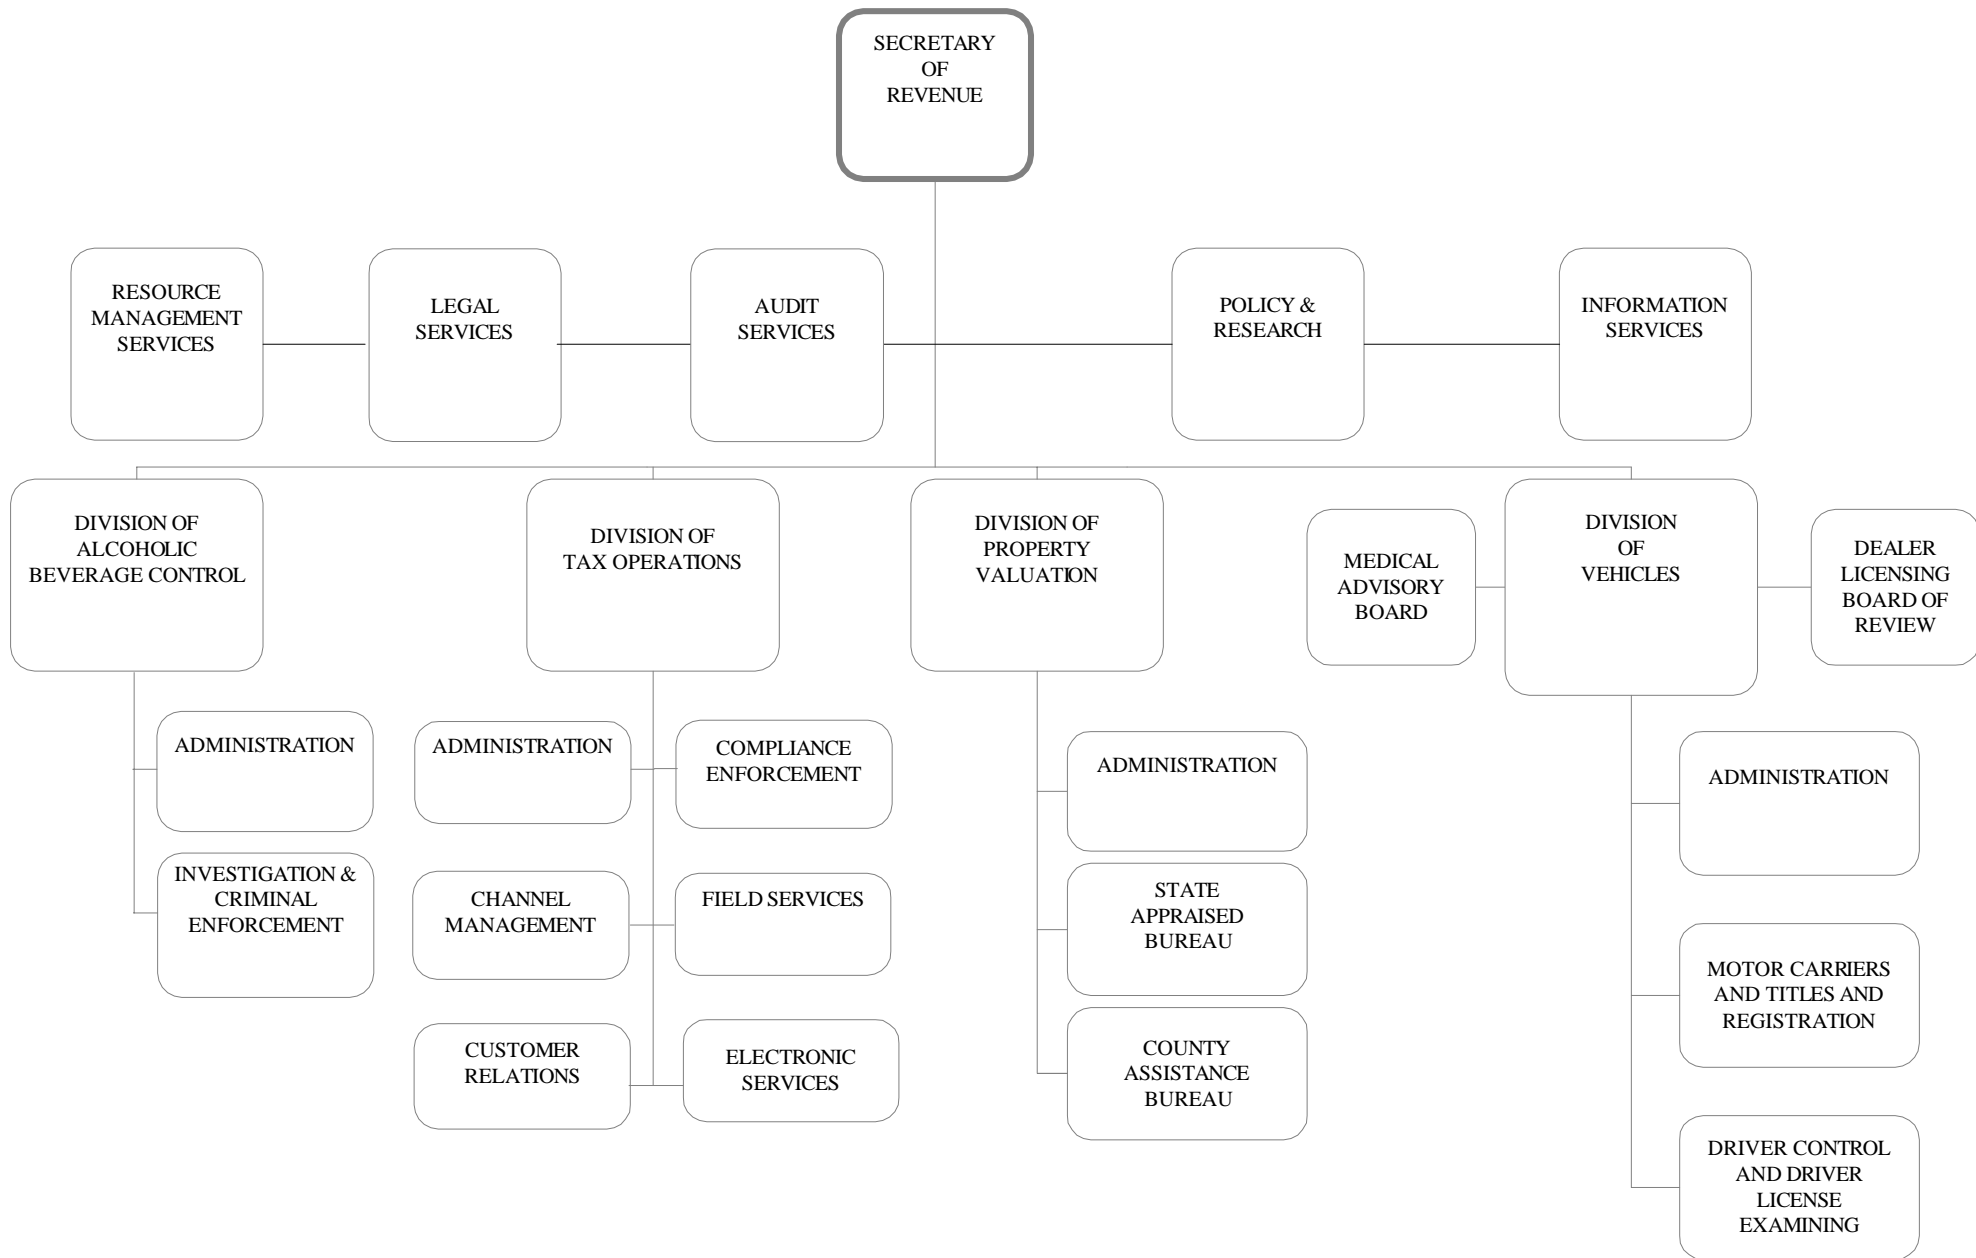 SECRETARY
OF
REVENUE
RESOURCE
MANAGEMENT
SERVICES
LEGAL
SERVICES
AUDIT
SERVICES
POLICY &
RESEARCH
INFORMATION
SERVICES
DIVISION OF
ALCOHOLIC
BEVERAGE CONTROL
DIVISION OF
TAX OPERATIONS
DIVISION OF
PROPERTY
VALUATION
MEDICAL
ADVISORY
BOARD
DIVISION
OF
VEHICLES
DEALER
LICENSING
BOARD OF
REVIEW
ADMINISTRATION
INVESTIGATION &
CRIMINAL
ENFORCEMENT
ADMINISTRATION
COMPLIANCE
ENFORCEMENT
CHANNEL
MANAGEMENT
FIELD SERVICES
CUSTOMER
RELATIONS
ELECTRONIC
SERVICES
ADMINISTRATION
STATE
APPRAISED
BUREAU
COUNTY
ASSISTANCE
BUREAU
ADMINISTRATION
MOTOR CARRIERS
AND TITLES AND
REGISTRATION
DRIVER CONTROL
AND DRIVER
LICENSE
EXAMINING